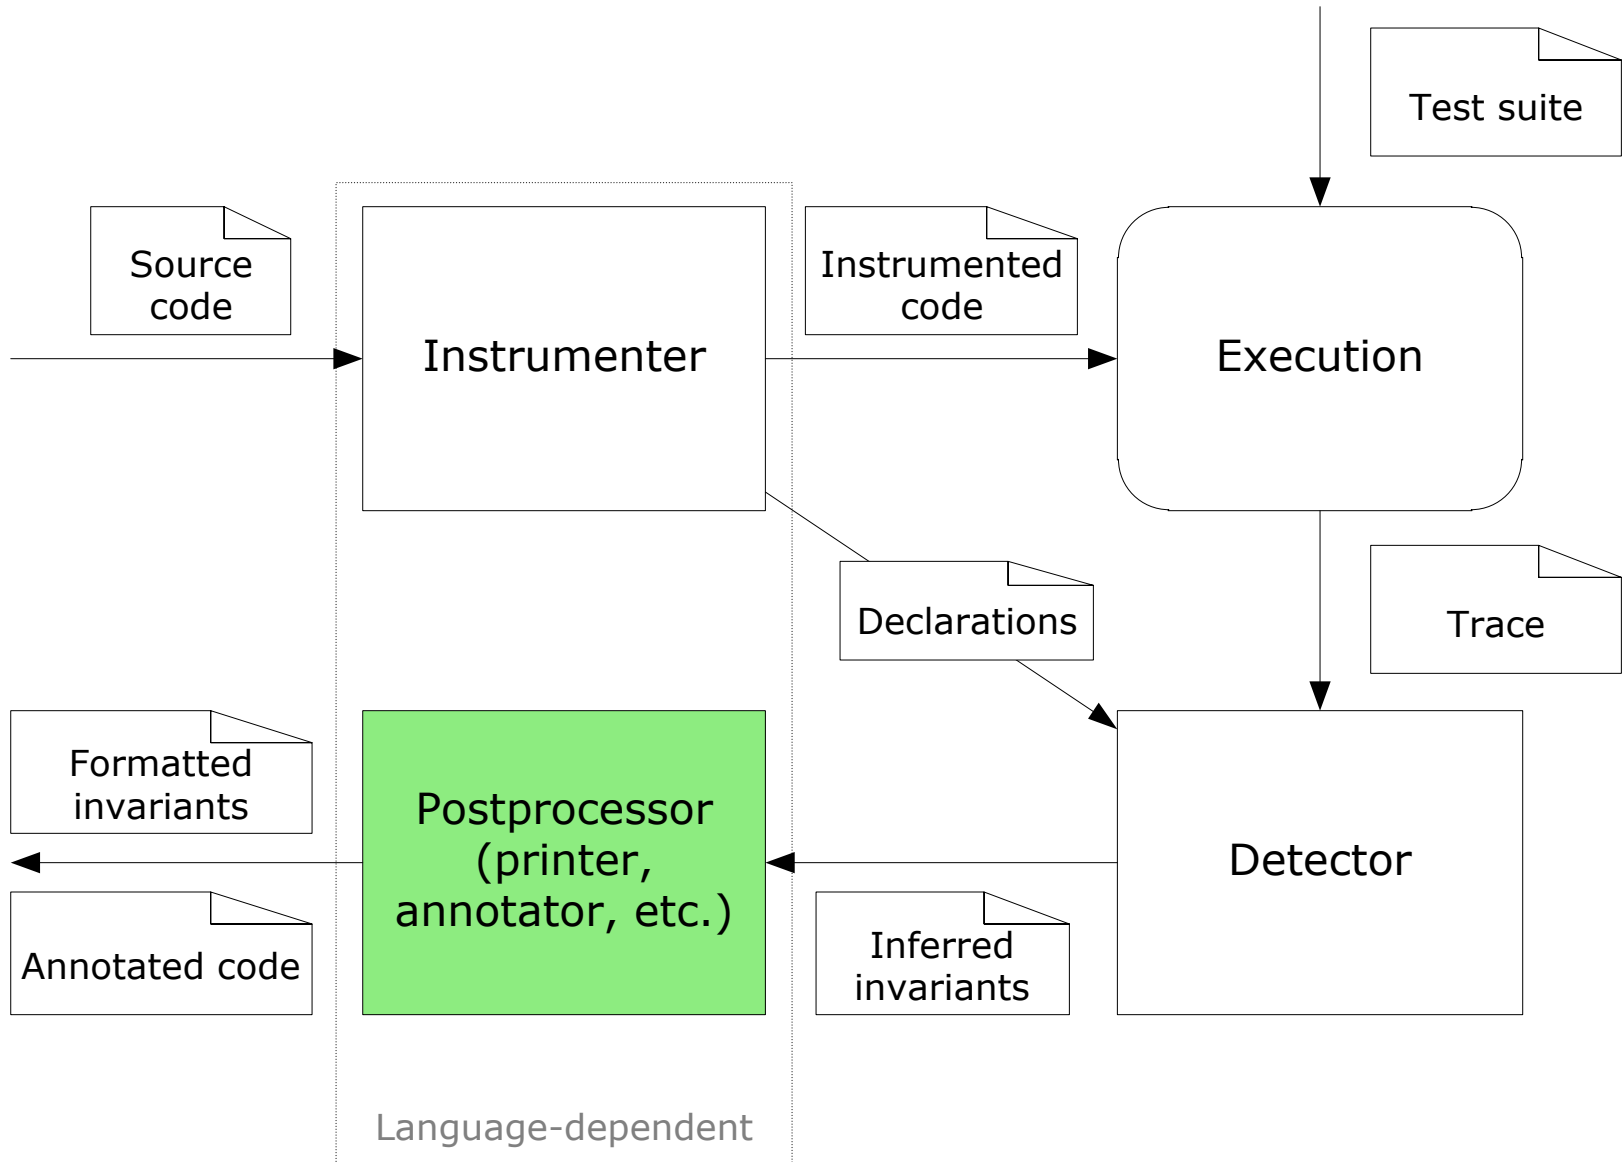 Test suite
Source
code
Instrumenter
Instrumented
code
Execution
Declarations
Trace
Formatted
invariants
Annotated code
Postprocessor
(printer,
annotator, etc.)
Inferred
invariants
Detector
Language-dependent